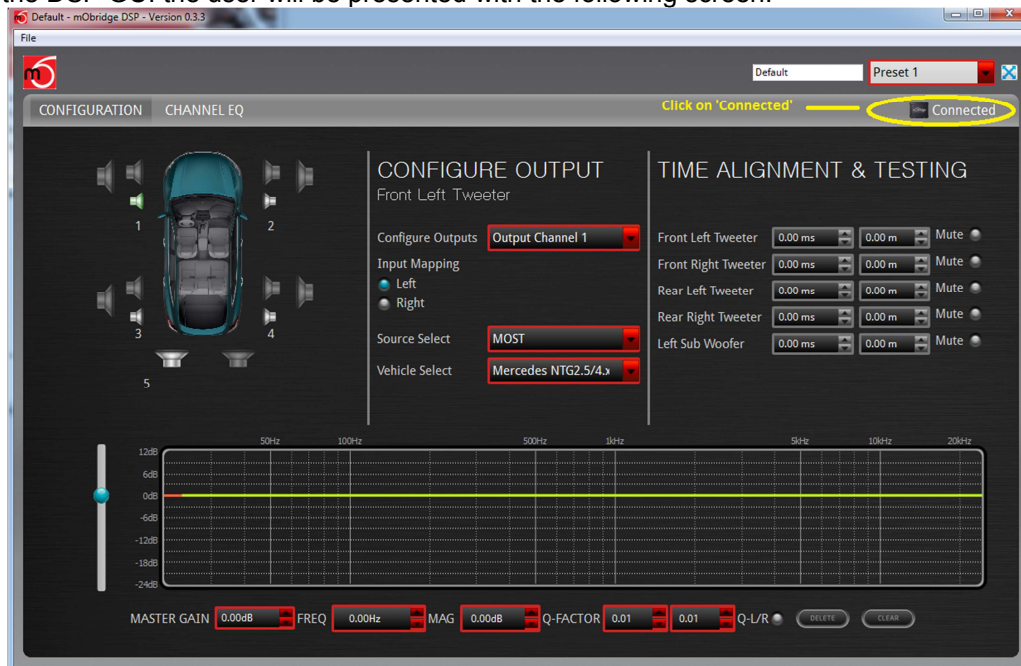 the DSP GUI the user will be presented with the following screen:
Default - mObridge DSP - Version 0.3.3
File
Default
Preset 1
CONFIGURATION CHANNEL EQ
Click on 'Connected'
Connected
CONFIGURE OUTPUT
Front Left Tweeter
Configure Outputs Output Channel 1
Input Mapping
Left
Right
Source Select MOST
Vehicle Select Mercedes NTG2.5/4.x
TIME ALIGNMENT & TESTING
Front Left Tweeter 0.00 ms 0.00 m Mute
Front Right Tweeter 0.00 ms 0.00 m Mute
Rear Left Tweeter 0.00 ms 0.00 m Mute
Rear Right Tweeter 0.00 ms 0.00 m Mute
Left Sub Woofer 0.00 ms 0.00 m Mute
1 2
3 4
5
50Hz 100Hz 500Hz 1kHz 5kHz 10kHz 20kHz
12dB
6dB
0dB
-6dB
-12dB
-18dB
-24dB
MASTER GAIN 0.00dB FREQ 0.00Hz MAG 0.00dB Q-FACTOR 0.01 0.01 Q-L/R DELETE CLEAR